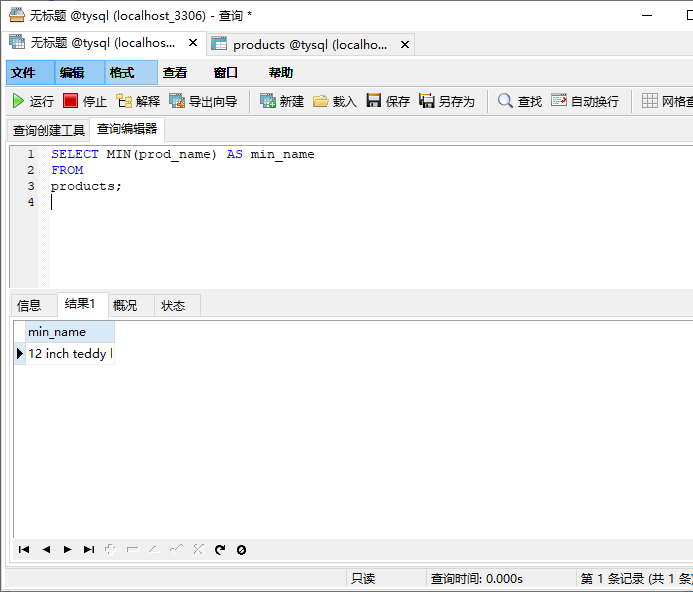 无标题 @tysql (localhost_3306) - 查询 *
无标题 @tysql (localhos... products @tysql (localho...
文件 编辑 格式 查看 窗口 帮助
运行 停止 解释 导出向导 新建 载入 保存 另存为 查找 自动换行 网格查
查询创建工具 查询编辑器
1 SELECT MIN(prod_name) AS min_name
2 FROM
3 products;
4
信息 结果1 概况 状态
min_name
12 inch teddy
只读 查询时间: 0.000s 第 1 条记录 (共 1 条)